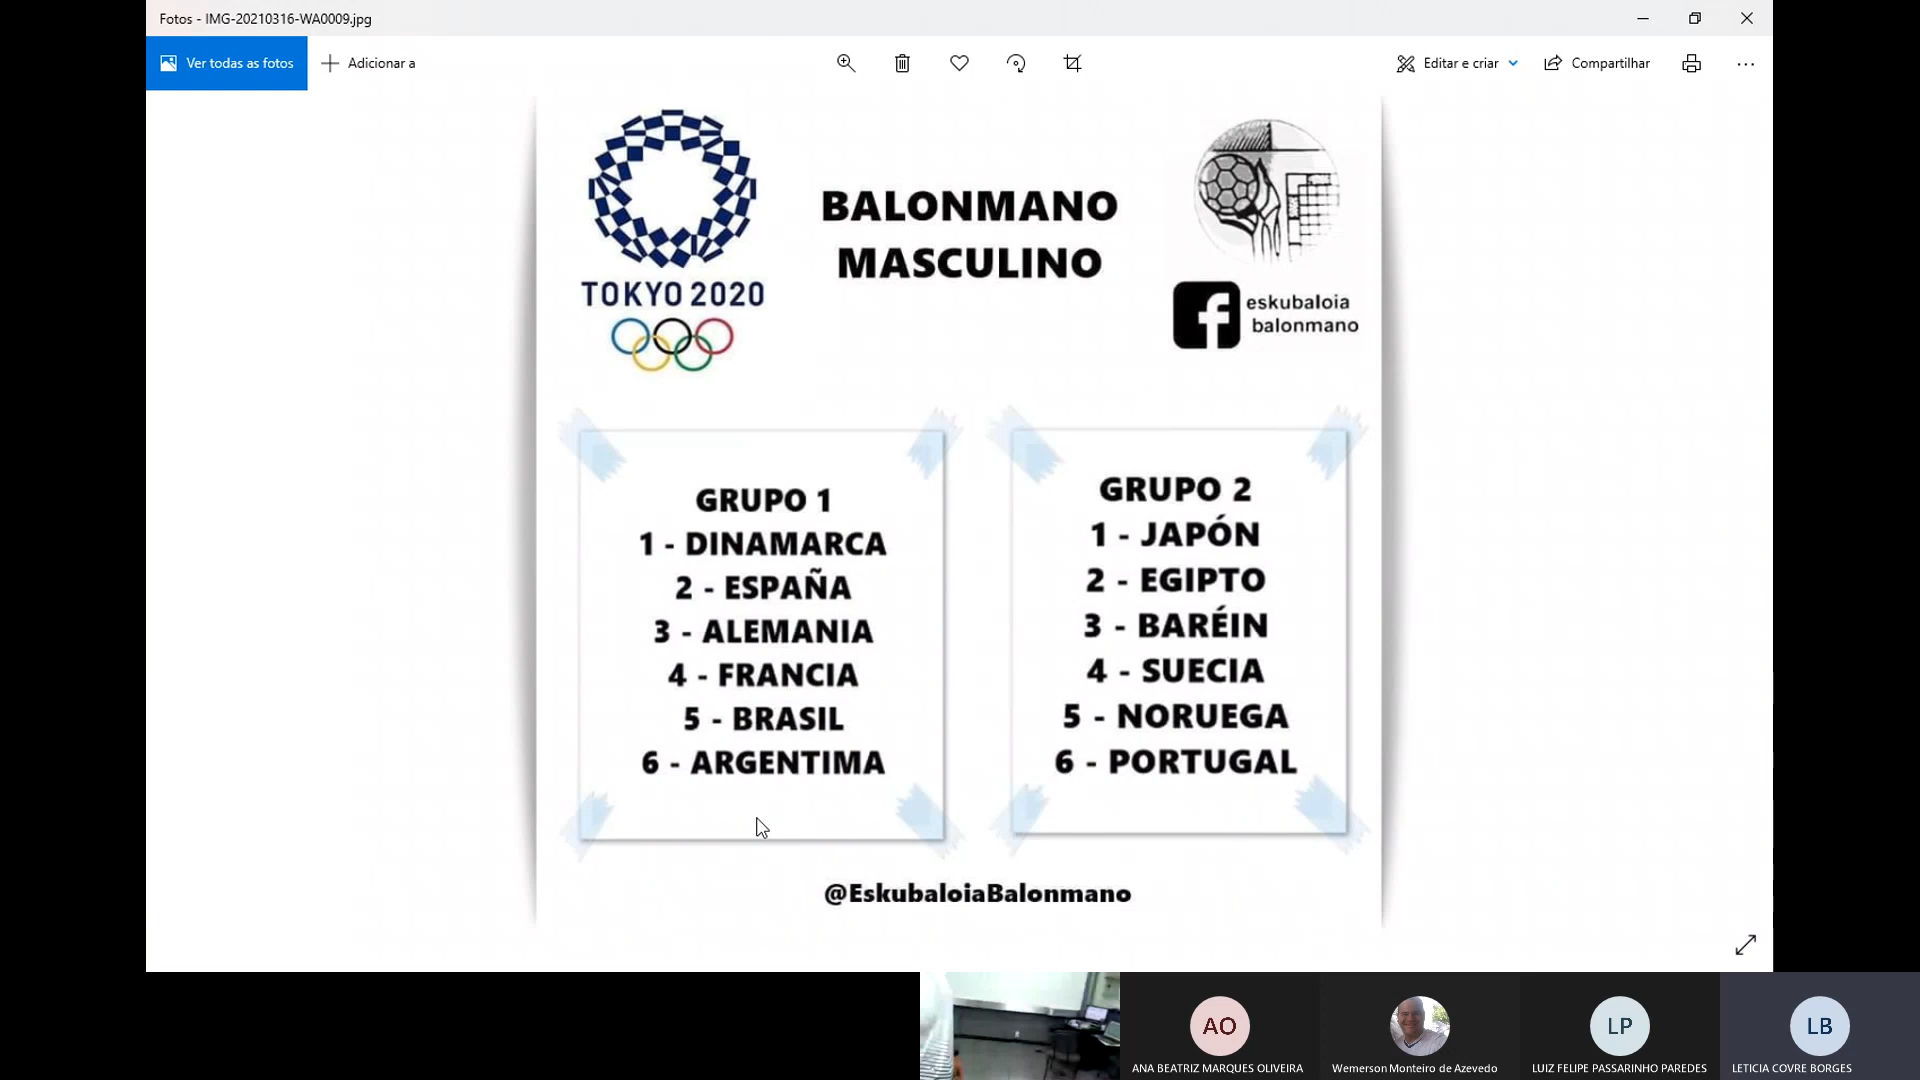 Fotos - IMG-20210316-WA0009.jpg
Ver todas as fotos
Adicionar a
Editar e criar
Compartilhar
TOKYO 2020
BALONMANO
MASCULINO
eskubaloia
balonmano
GRUPO 1
1 - DINAMARCA
2 - ESPAÑA
3 - ALEMANIA
4 - FRANCIA
5 - BRASIL
6 - ARGENTIMA
GRUPO 2
1 - JAPÓN
2 - EGIPTO
3 - BARÉIN
4 - SUECIA
5 - NORUEGA
6 - PORTUGAL
@EskubaloiaBalonmano
AO
LP
LB
ANA BEATRIZ MARQUES OLIVEIRA
Wemerson Monteiro de Azevedo
LUIZ FELIPE PASSARINHO PAREDES
LETICIA COVRE BORGES